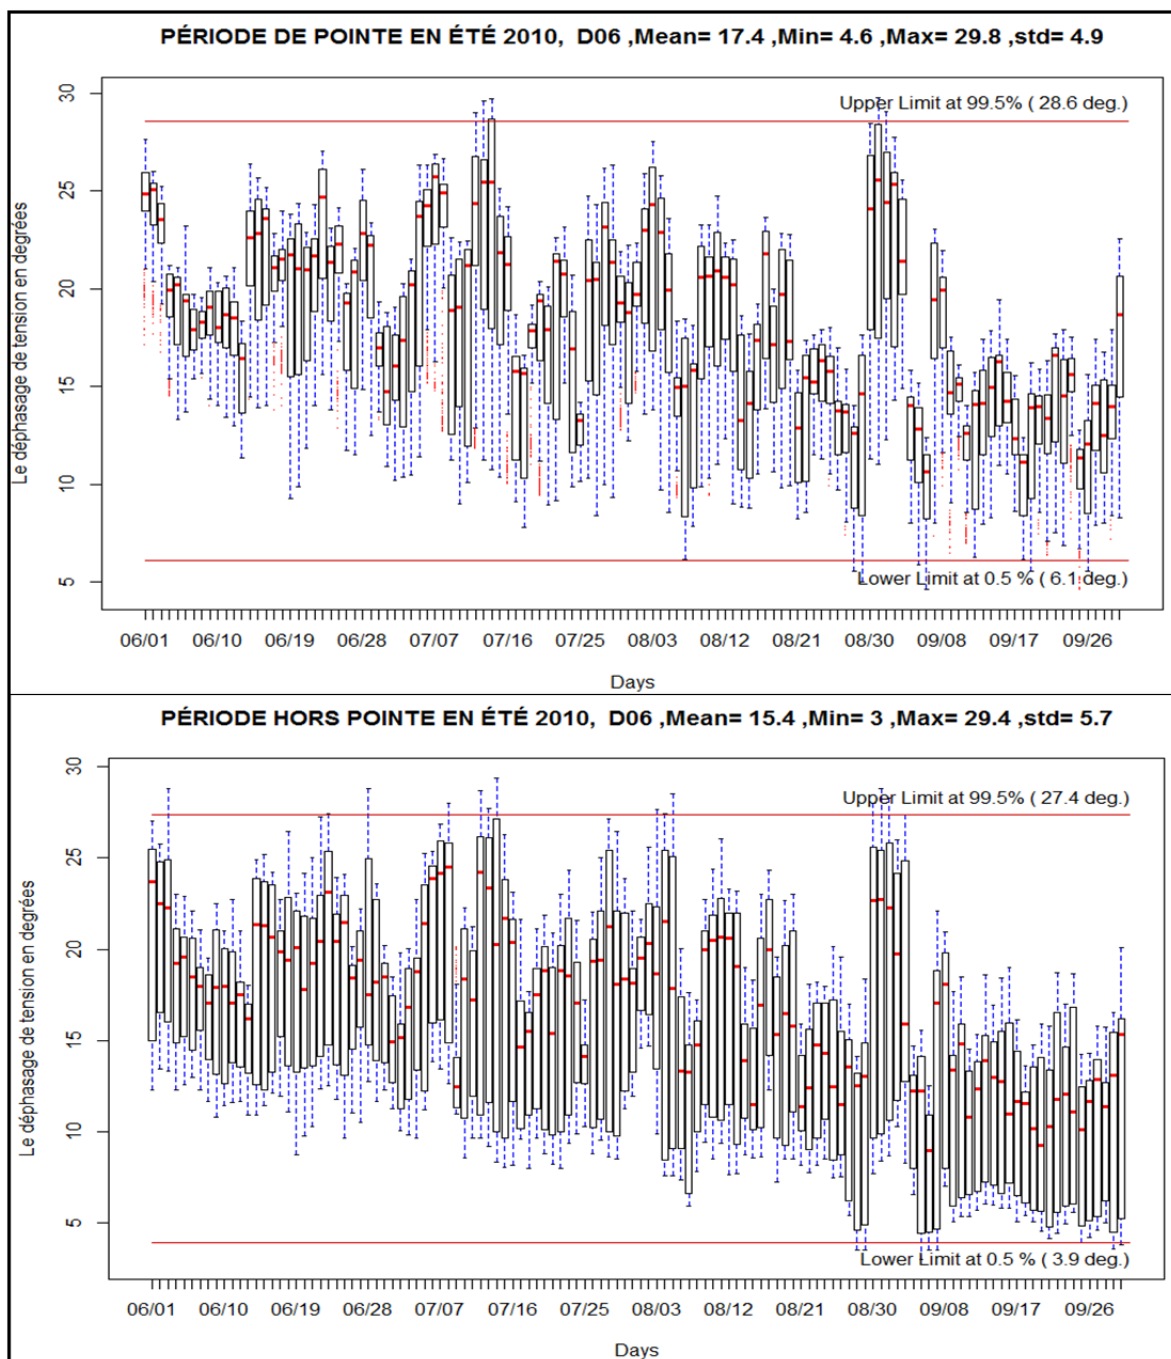 PÉRIODE DE POINTE EN ÉTÉ 2010,  D06 ,Mean= 17.4 ,Min= 4.6 ,Max= 29.8 ,std= 4.9
Le déphasage de tension en degrées
30
25
20
15
10
5
Upper Limit at 99.5% ( 28.6 deg.)
Lower Limit at 0.5 % ( 6.1 deg.)
06/01 06/10 06/19 06/28 07/07 07/16 07/25 08/03 08/12 08/21 08/30 09/08 09/17 09/26
Days
PÉRIODE HORS POINTE EN ÉTÉ 2010,  D06 ,Mean= 15.4 ,Min= 3 ,Max= 29.4 ,std= 5.7
Le déphasage de tension en degrées
30
25
20
15
10
5
Upper Limit at 99.5% ( 27.4 deg.)
Lower Limit at 0.5 % ( 3.9 deg.)
06/01 06/10 06/19 06/28 07/07 07/16 07/25 08/03 08/12 08/21 08/30 09/08 09/17 09/26
Days